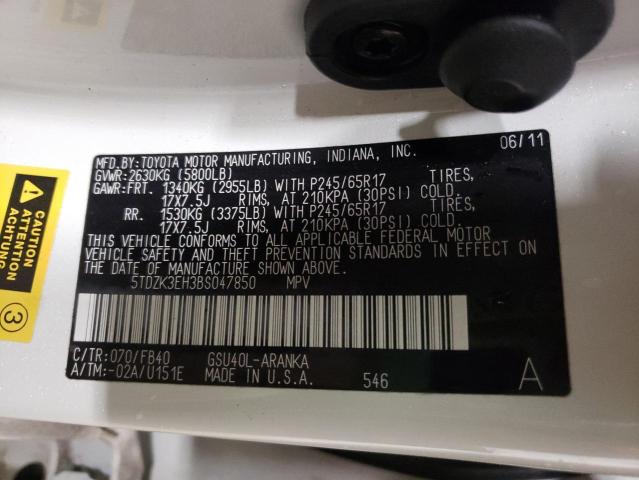 MFD.BY:TOYOTA MOTOR MANUFACTURING, INDIANA, INC. 06/11
GVWR:2630KG (5800LB)
GAWR:FRT. 1340KG (2955LB) WITH P245/65R17 TIRES,
17X7.5J RIMS, AT 210KPA (30PSI) COLD.
RR. 1530KG (3375LB) WITH P245/65R17 TIRES,
17X7.5J RIMS, AT 210KPA (30PSI) COLD.
THIS VEHICLE CONFORMS TO ALL APPLICABLE FEDERAL MOTOR
VEHICLE SAFETY AND THEFT PREVENTION STANDARDS IN EFFECT ON
THE DATE OF MANUFACTURE SHOWN ABOVE.
5TDZK3EH3BS047850 MPV
C/TR:070/FB40 GSU40L-ARANKA
A/TM:-02A/U151E MADE IN U.S.A. 546 A
CAUTION
ATTENTION
ACHTUNG
3